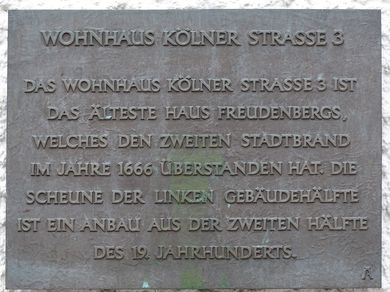 WOHNHAUS KÖLNER STRASSE 3
DAS WOHNHAUS KÖLNER STRASSE 3 IST
DAS ÄLTESTE HAUS FREUDENBERGS,
WELCHES DEN ZWEITEN STADTBRAND
IM JAHRE 1666 ÜBERSTANDEN HAT. DIE
SCHEUNE DER LINKEN GEBÄUDEHÄLFTE
IST EIN ANBAU AUS DER ZWEITEN HÄLFTE
DES 19. JAHRHUNDERTS.